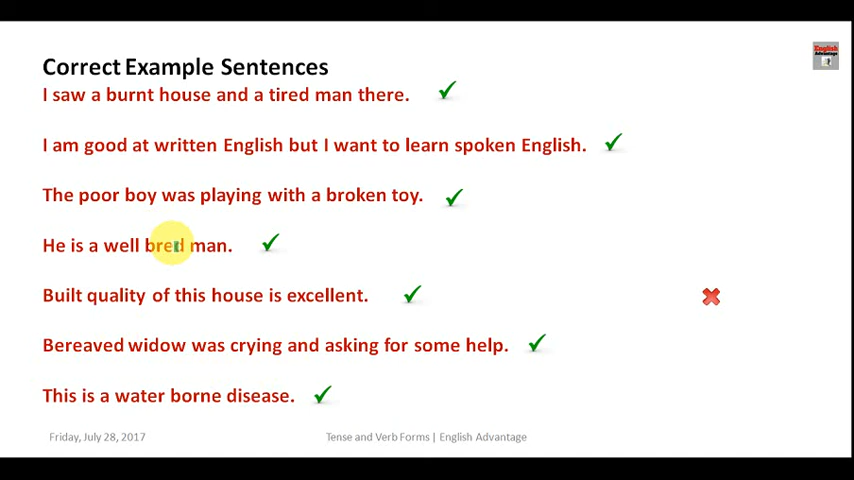 Correct Example Sentences
English
Advantage
I saw a burnt house and a tired man there.
I am good at written English but I want to learn spoken English.
The poor boy was playing with a broken toy.
He is a well bred man.
Built quality of this house is excellent.
Bereaved widow was crying and asking for some help.
This is a water borne disease.
Friday, July 28, 2017
Tense and Verb Forms | English Advantage